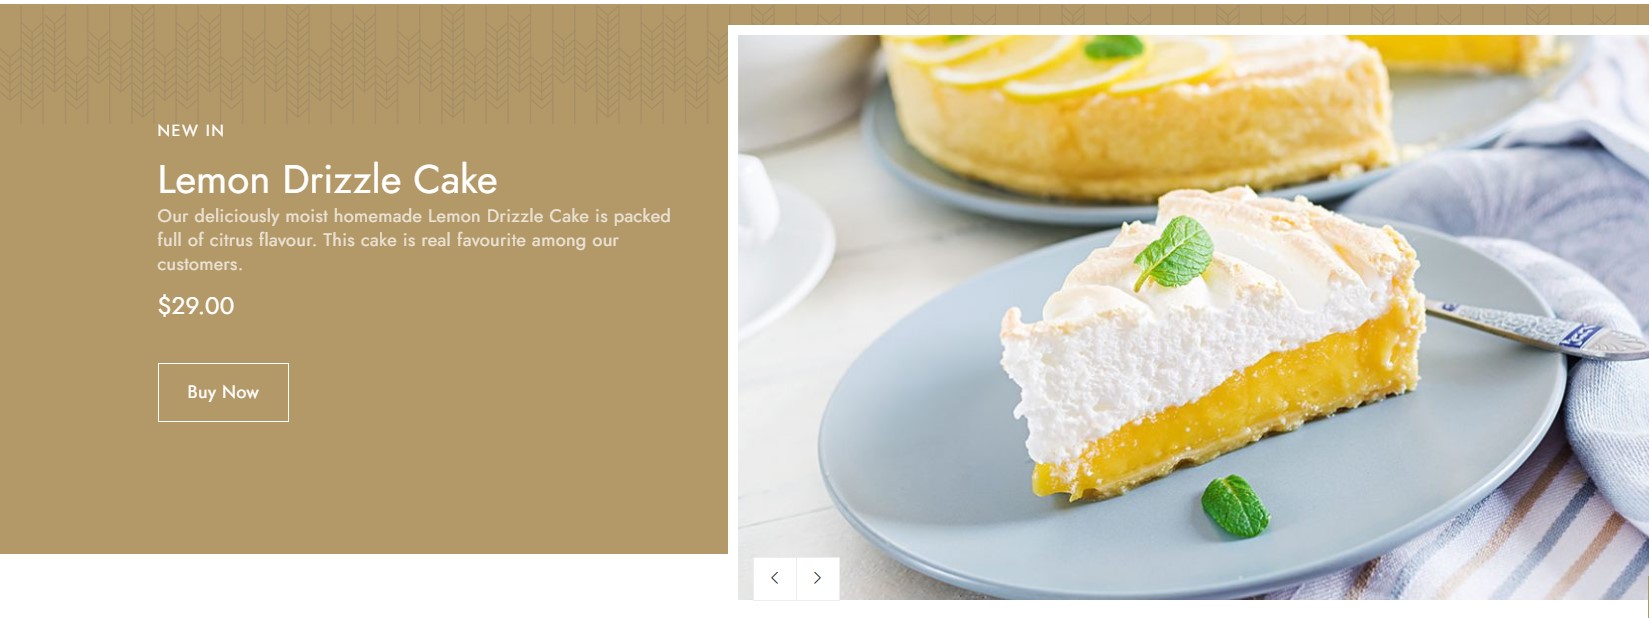 NEW IN
Lemon Drizzle Cake
Our deliciously moist homemade Lemon Drizzle Cake is packed
full of citrus flavour. This cake is real favourite among our
customers.
$29.00
Buy Now